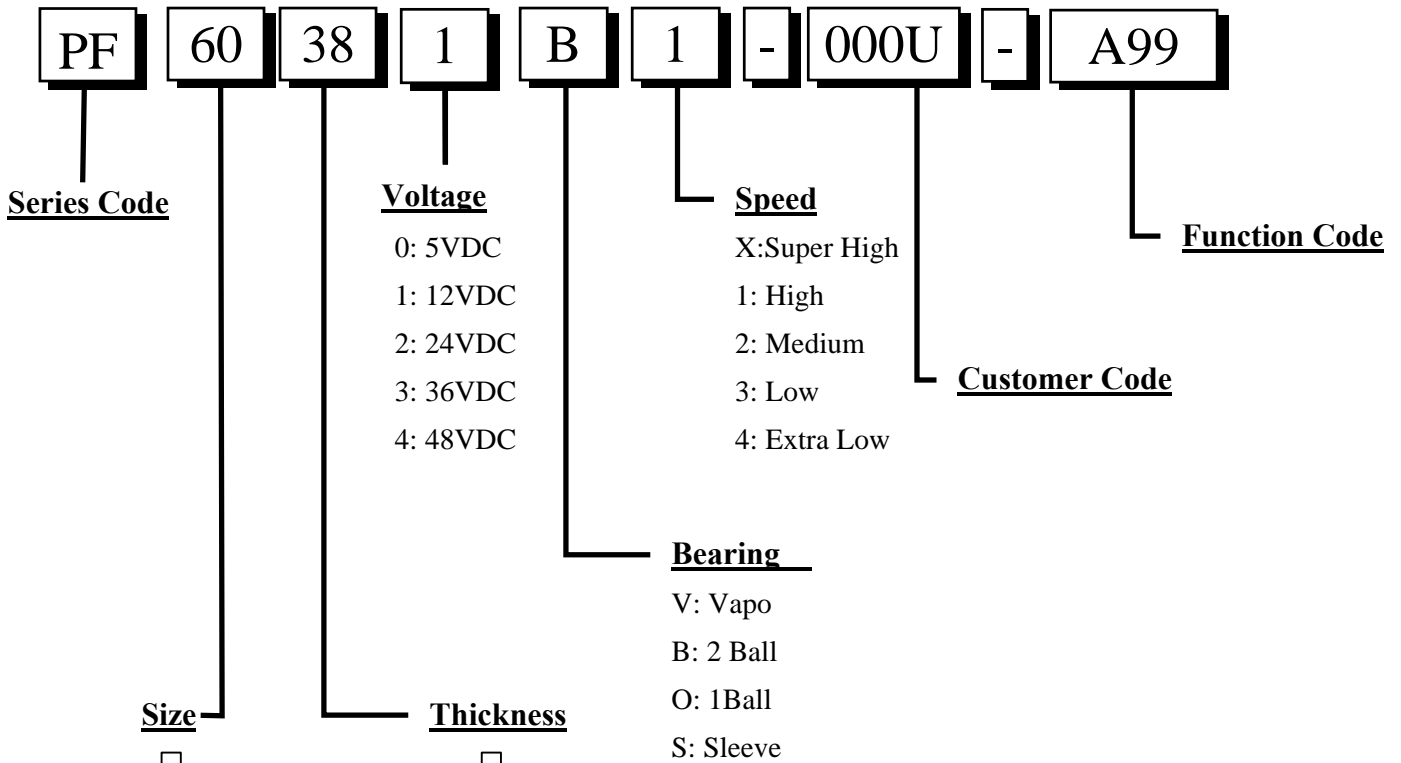 PF 60 38 1 B 1 - 000U - A99
Series Code
Voltage
0: 5VDC
1: 12VDC
2: 24VDC
3: 36VDC
4: 48VDC
Speed
X:Super High
1: High
2: Medium
3: Low
4: Extra Low
Function Code
Customer Code
Bearing
V: Vapo
B: 2 Ball
O: 1Ball
S: Sleeve
Size
Thickness